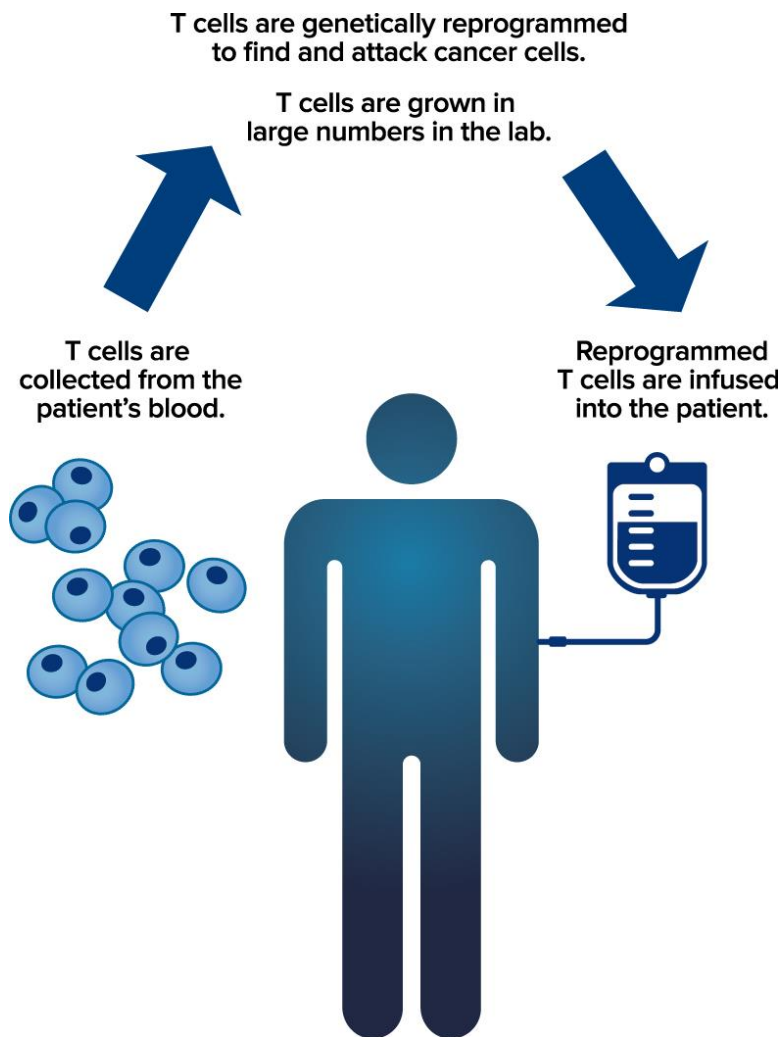 T cells are genetically reprogrammed
to find and attack cancer cells.
T cells are grown in
large numbers in the lab.
T cells are
collected from the
patient’s blood.
Reprogrammed
T cells are infused
into the patient.